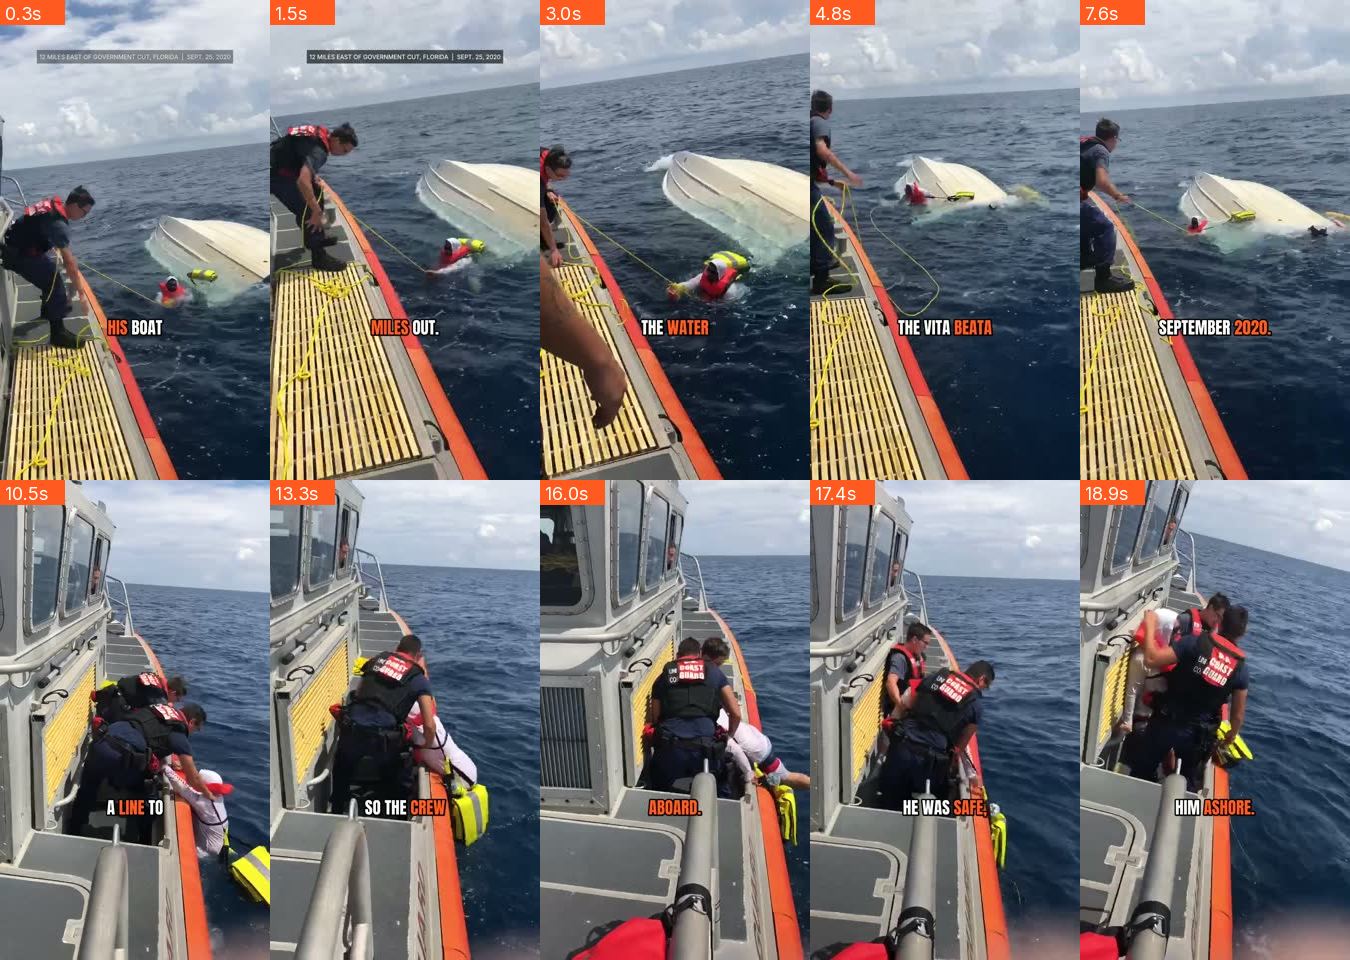 0.3s
12 MILES EAST OF GOVERNMENT CUT, FLORIDA | SEPT. 25, 2020
HIS BOAT
1.5s
12 MILES EAST OF GOVERNMENT CUT, FLORIDA | SEPT. 25, 2020
MILES OUT.
3.0s
THE WATER
4.8s
THE VITA BEATA
7.6s
SEPTEMBER 2020.
10.5s
A LINE TO
13.3s
COAST
GUARD
SO THE CREW
16.0s
COAST
GUARD
ABOARD.
17.4s
COAST
GUARD
HE WAS SAFE,
18.9s
COAST
GUARD
HIM ASHORE.